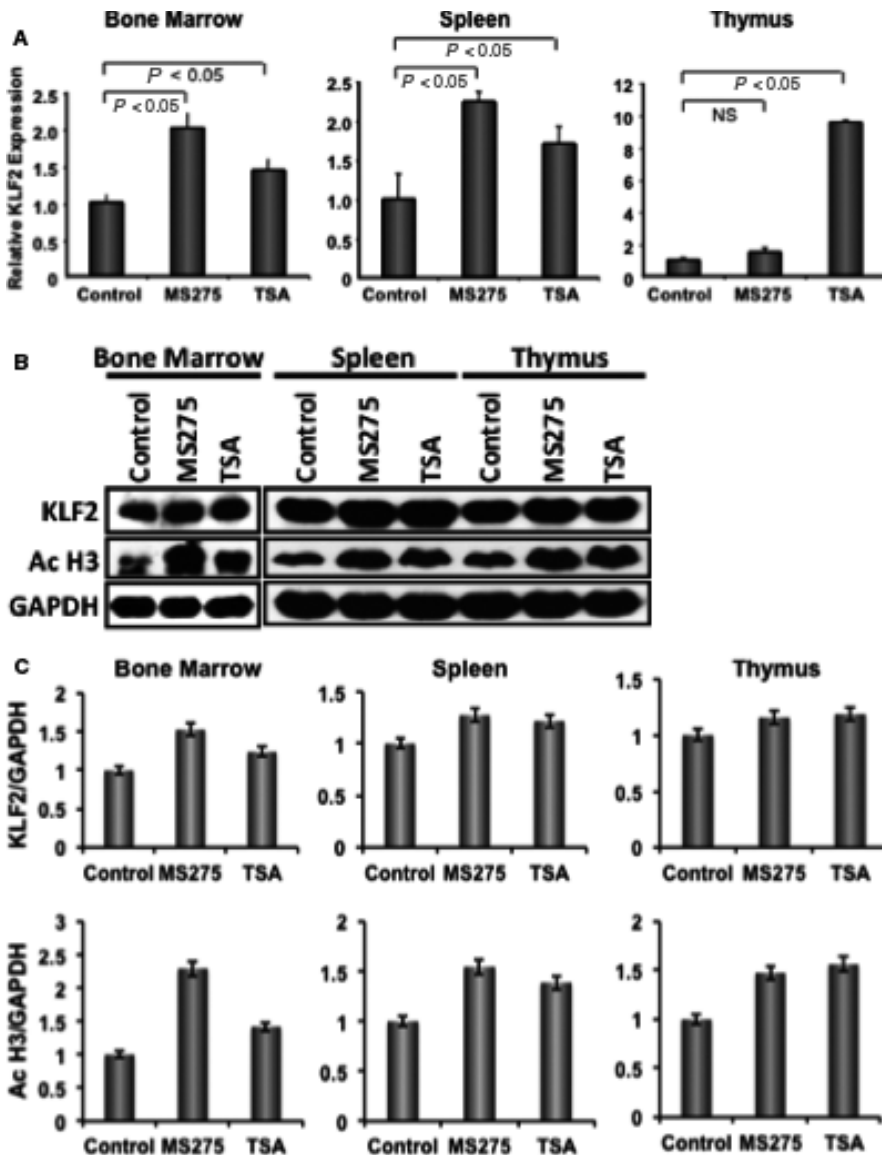 Bone Marrow Spleen Thymus
A
P < 0.05 P < 0.05 P < 0.05
P < 0.05 P < 0.05 NS
Relative KLF2 Expression
2.5 2.0 1.5 1.0 0.5 0
2.5 2.0 1.5 1.0 0.5 0
12 10 8 6 4 2 0
Control MS275 TSA Control MS275 TSA Control MS275 TSA
B
Bone Marrow Spleen Thymus
Control MS275 TSA Control MS275 TSA Control MS275 TSA
KLF2
Ac H3
GAPDH
C
Bone Marrow Spleen Thymus
KLF2/GAPDH
2 1.5 1 0.5 0
1.5 1 0.5 0
1.5 1 0.5 0
Control MS275 TSA Control MS275 TSA Control MS275 TSA
Ac H3/GAPDH
3 2.5 2 1.5 1 0.5 0
2 1.5 1 0.5 0
2 1.5 1 0.5 0
Control MS275 TSA Control MS275 TSA Control MS275 TSA